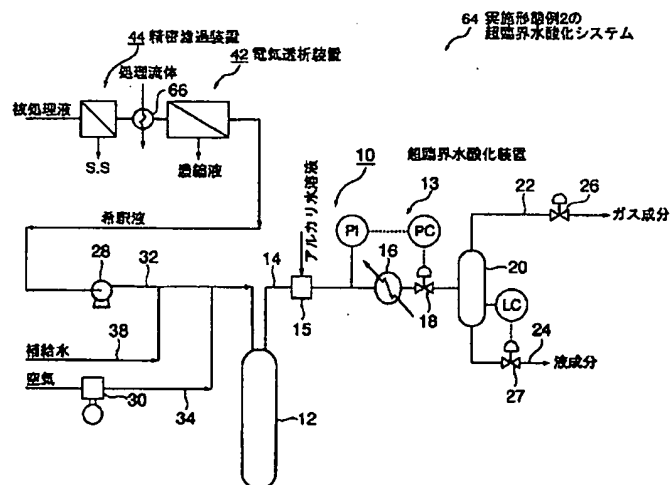 44 精密濾過装置
42 電気透析装置
64 実施形態例2の
超臨界水酸化システム
処理流体
66
被処理液
S.S
濃縮液
希釈液
アルカリ水溶液
10
超臨界水酸化装置
13
22
26
ガス成分
PI
PC
28
32
14
16
20
15
18
LC
24
補給水
38
液成分
27
空気
30
34
12